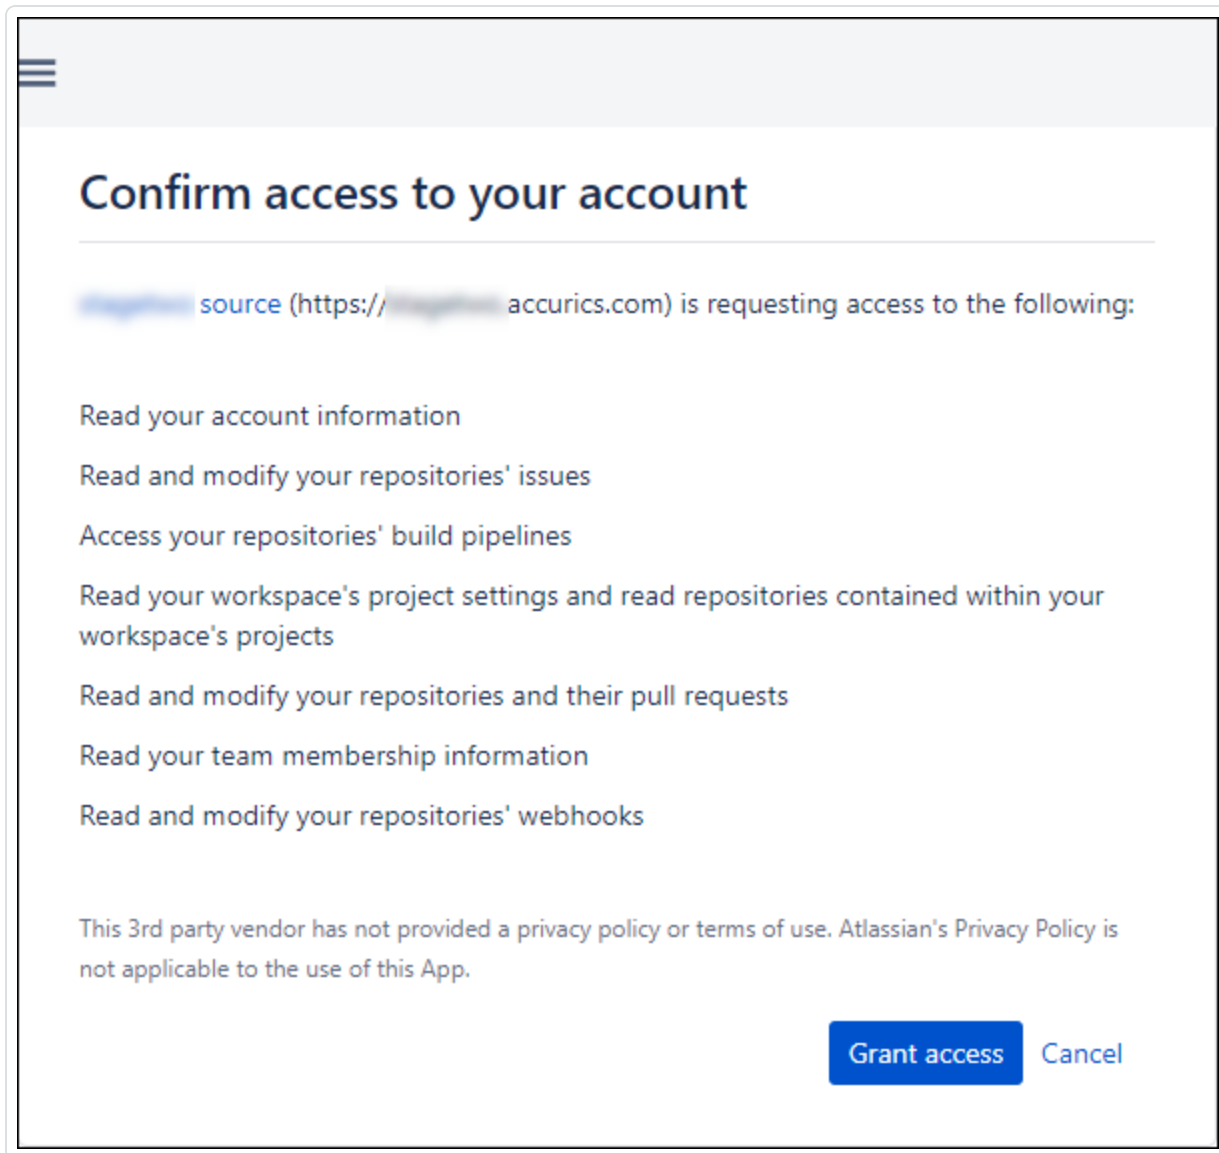 Confirm access to your account
source (https:// accurics.com) is requesting access to the following:
Read your account information
Read and modify your repositories' issues
Access your repositories' build pipelines
Read your workspace's project settings and read repositories contained within your
workspace's projects
Read and modify your repositories and their pull requests
Read your team membership information
Read and modify your repositories' webhooks
This 3rd party vendor has not provided a privacy policy or terms of use. Atlassian's Privacy Policy is
not applicable to the use of this App.
Grant access Cancel